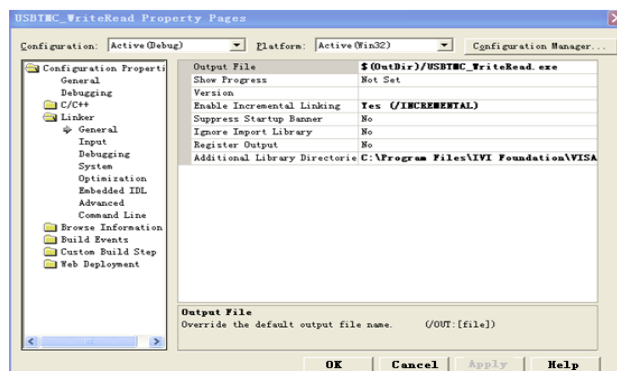 USBTMC_WriteRead Property Pages
Configuration: Active(Debug) Platform: Active(Win32) Configuration Manager...
Configuration Properti
General
Debugging
C/C++
Linker
General
Input
Debugging
System
Optimization
Embedded IDL
Advanced
Command Line
Browse Information
Build Events
Custom Build Step
Web Deployment
Output File $(OutDir)/USBTMC_WriteRead.exe
Show Progress Not Set
Version
Enable Incremental Linking Yes (/INCREMENTAL)
Suppress Startup Banner No
Ignore Import Library No
Register Output No
Additional Library Directorie C:\Program Files\IVI Foundation\VISA
Output File
Override the default output file name. (/OUT:[file])
OK Cancel Apply Help